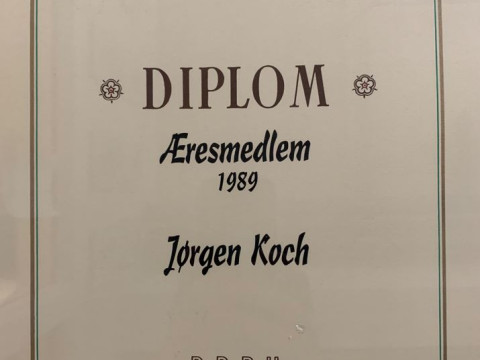 DIPLOM
Æresmedlem
1989
Jørgen Koch